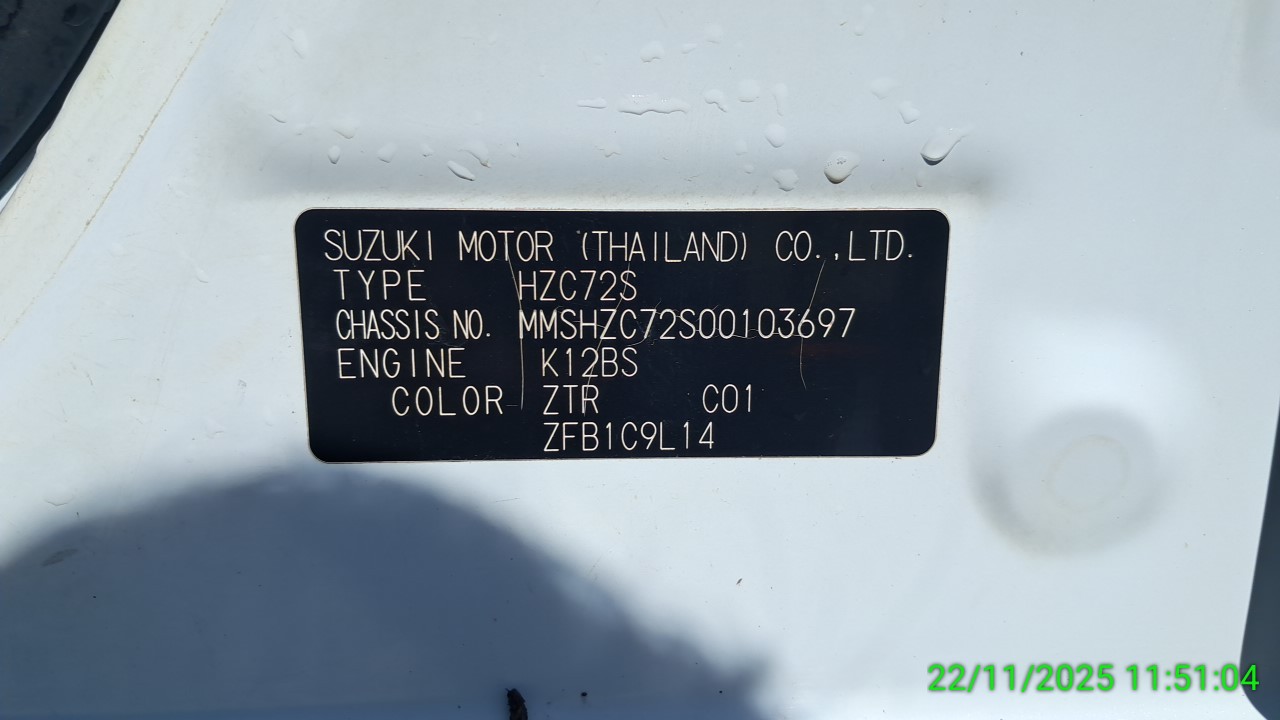 SUZUKI MOTOR (THAILAND) CO.,LTD.
TYPE HZC72S
CHASSIS NO. MMSHZC72S00103697
ENGINE K12BS
COLOR ZTR C01
ZFB1C9L14
22/11/2025 11:51:04